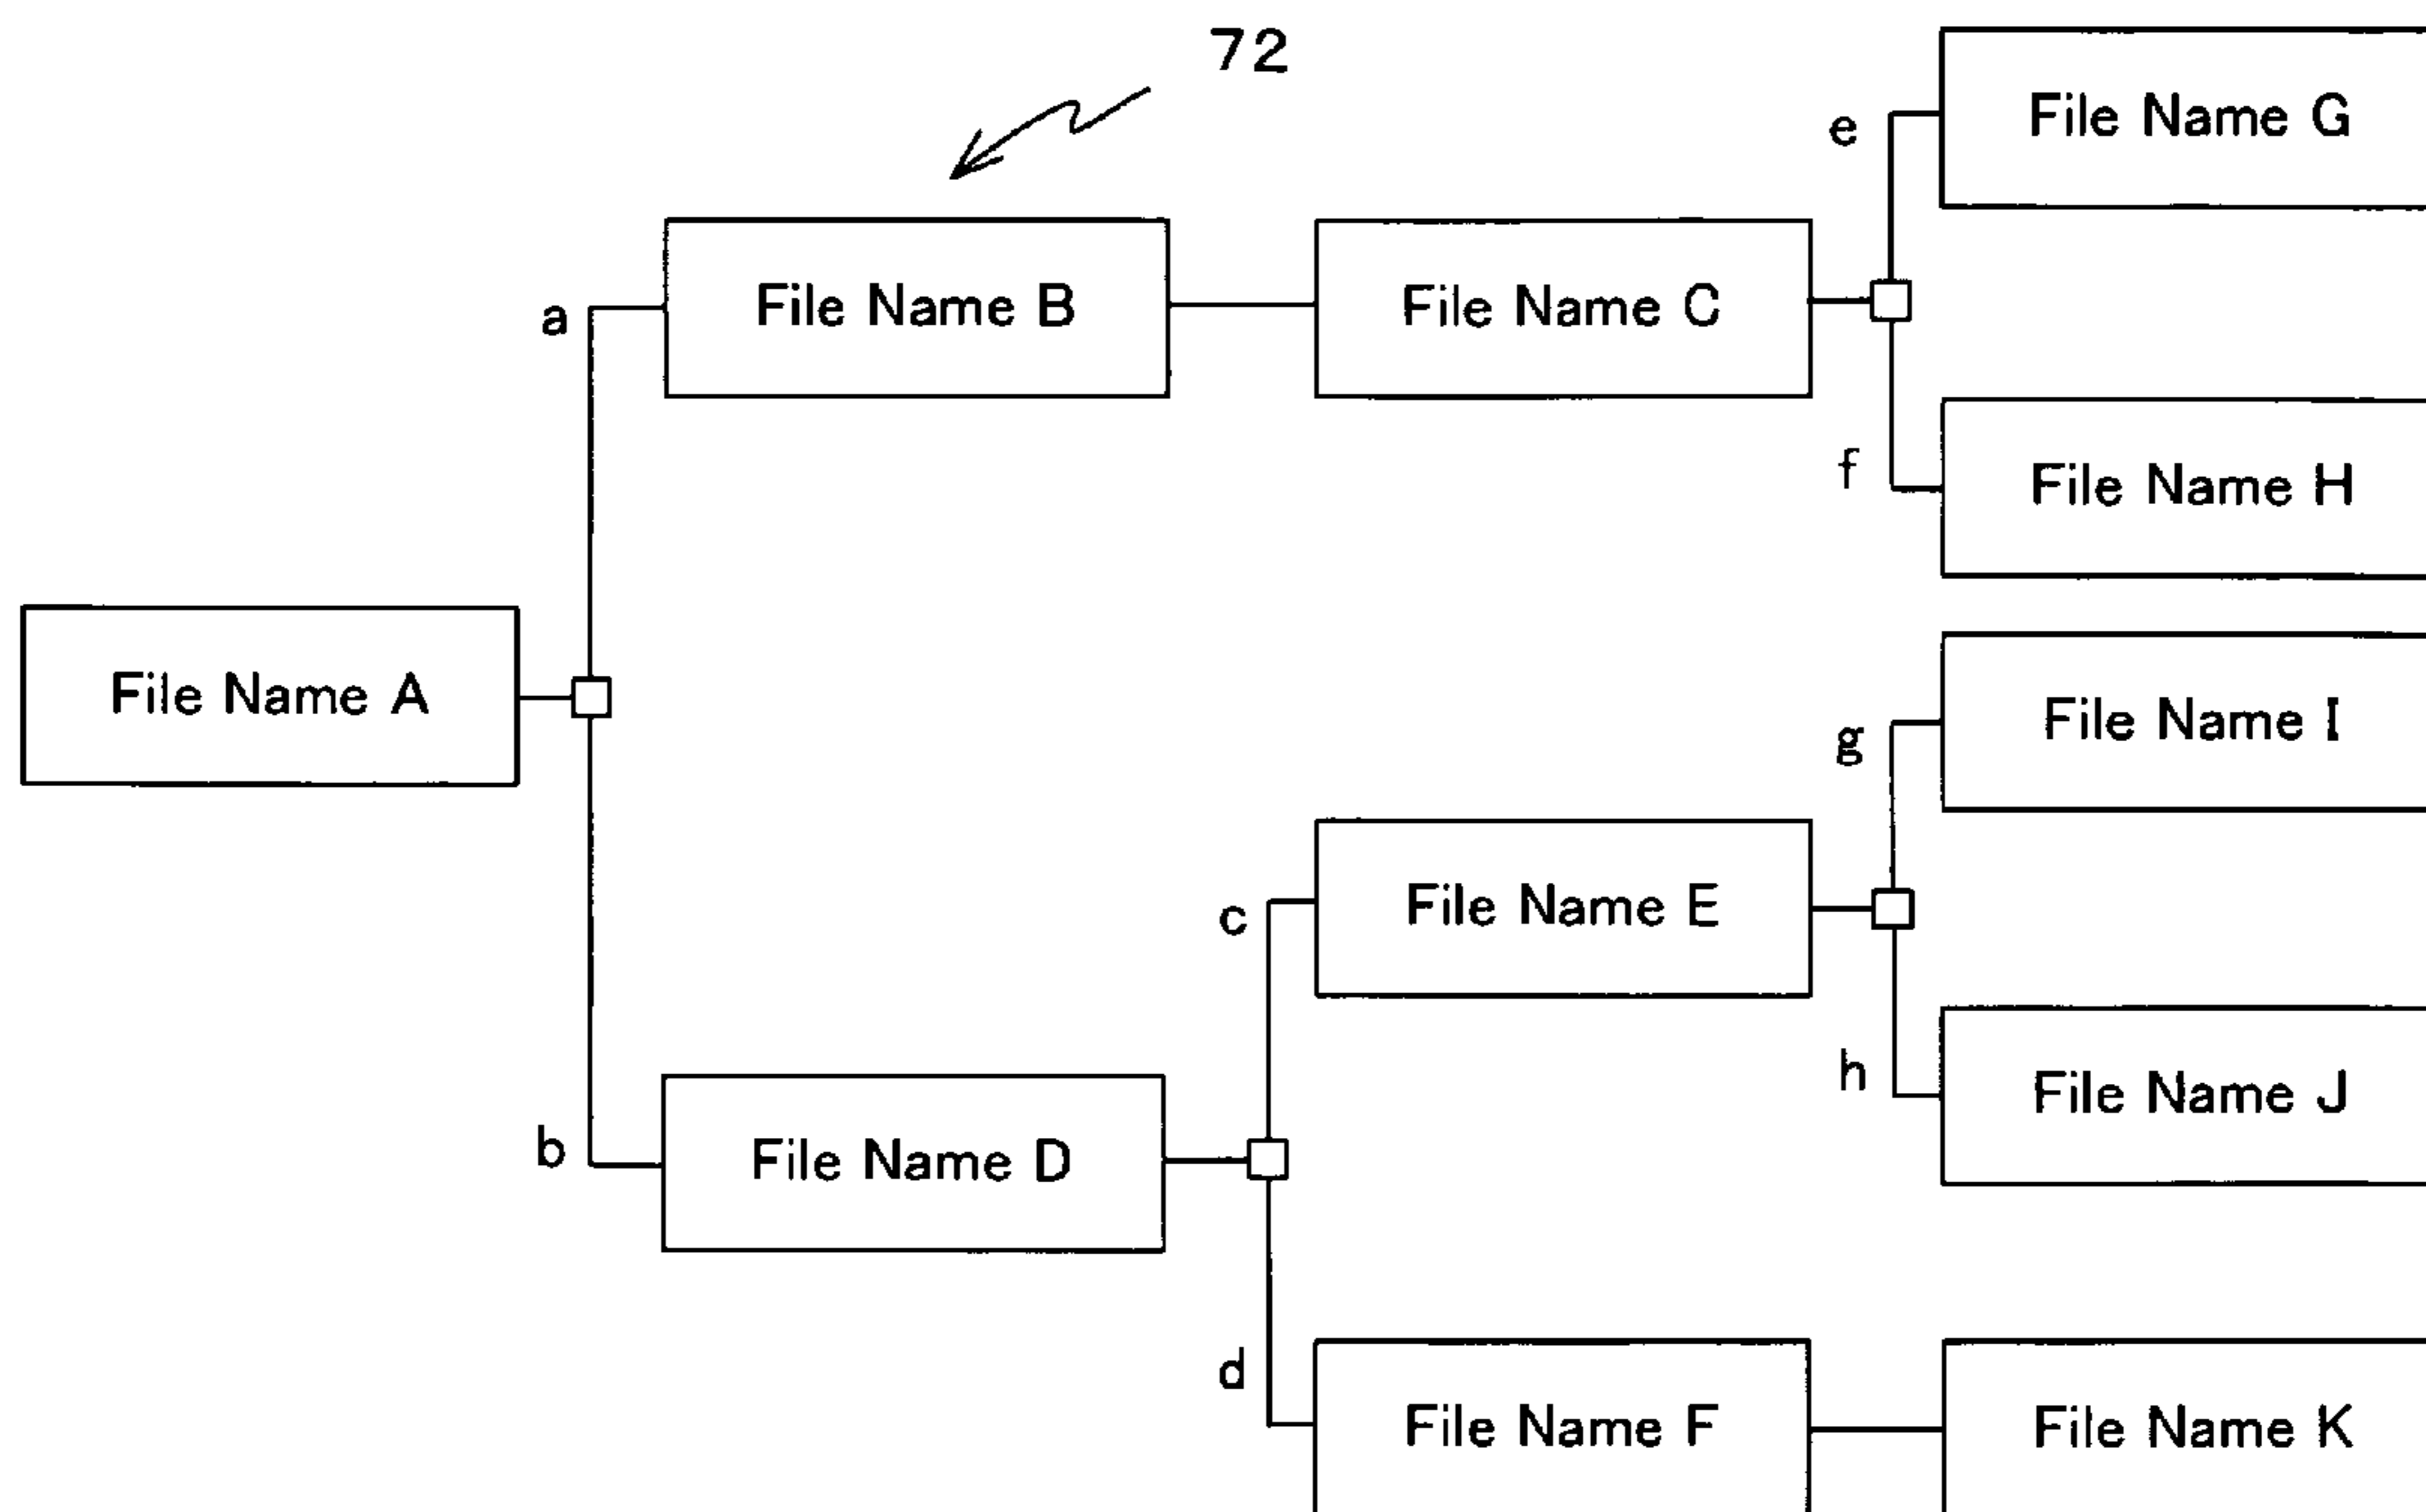 72
e
File Name G
a
File Name B
File Name C
f
File Name H
File Name A
g
File Name I
c
File Name E
h
File Name J
b
File Name D
d
File Name F
File Name K